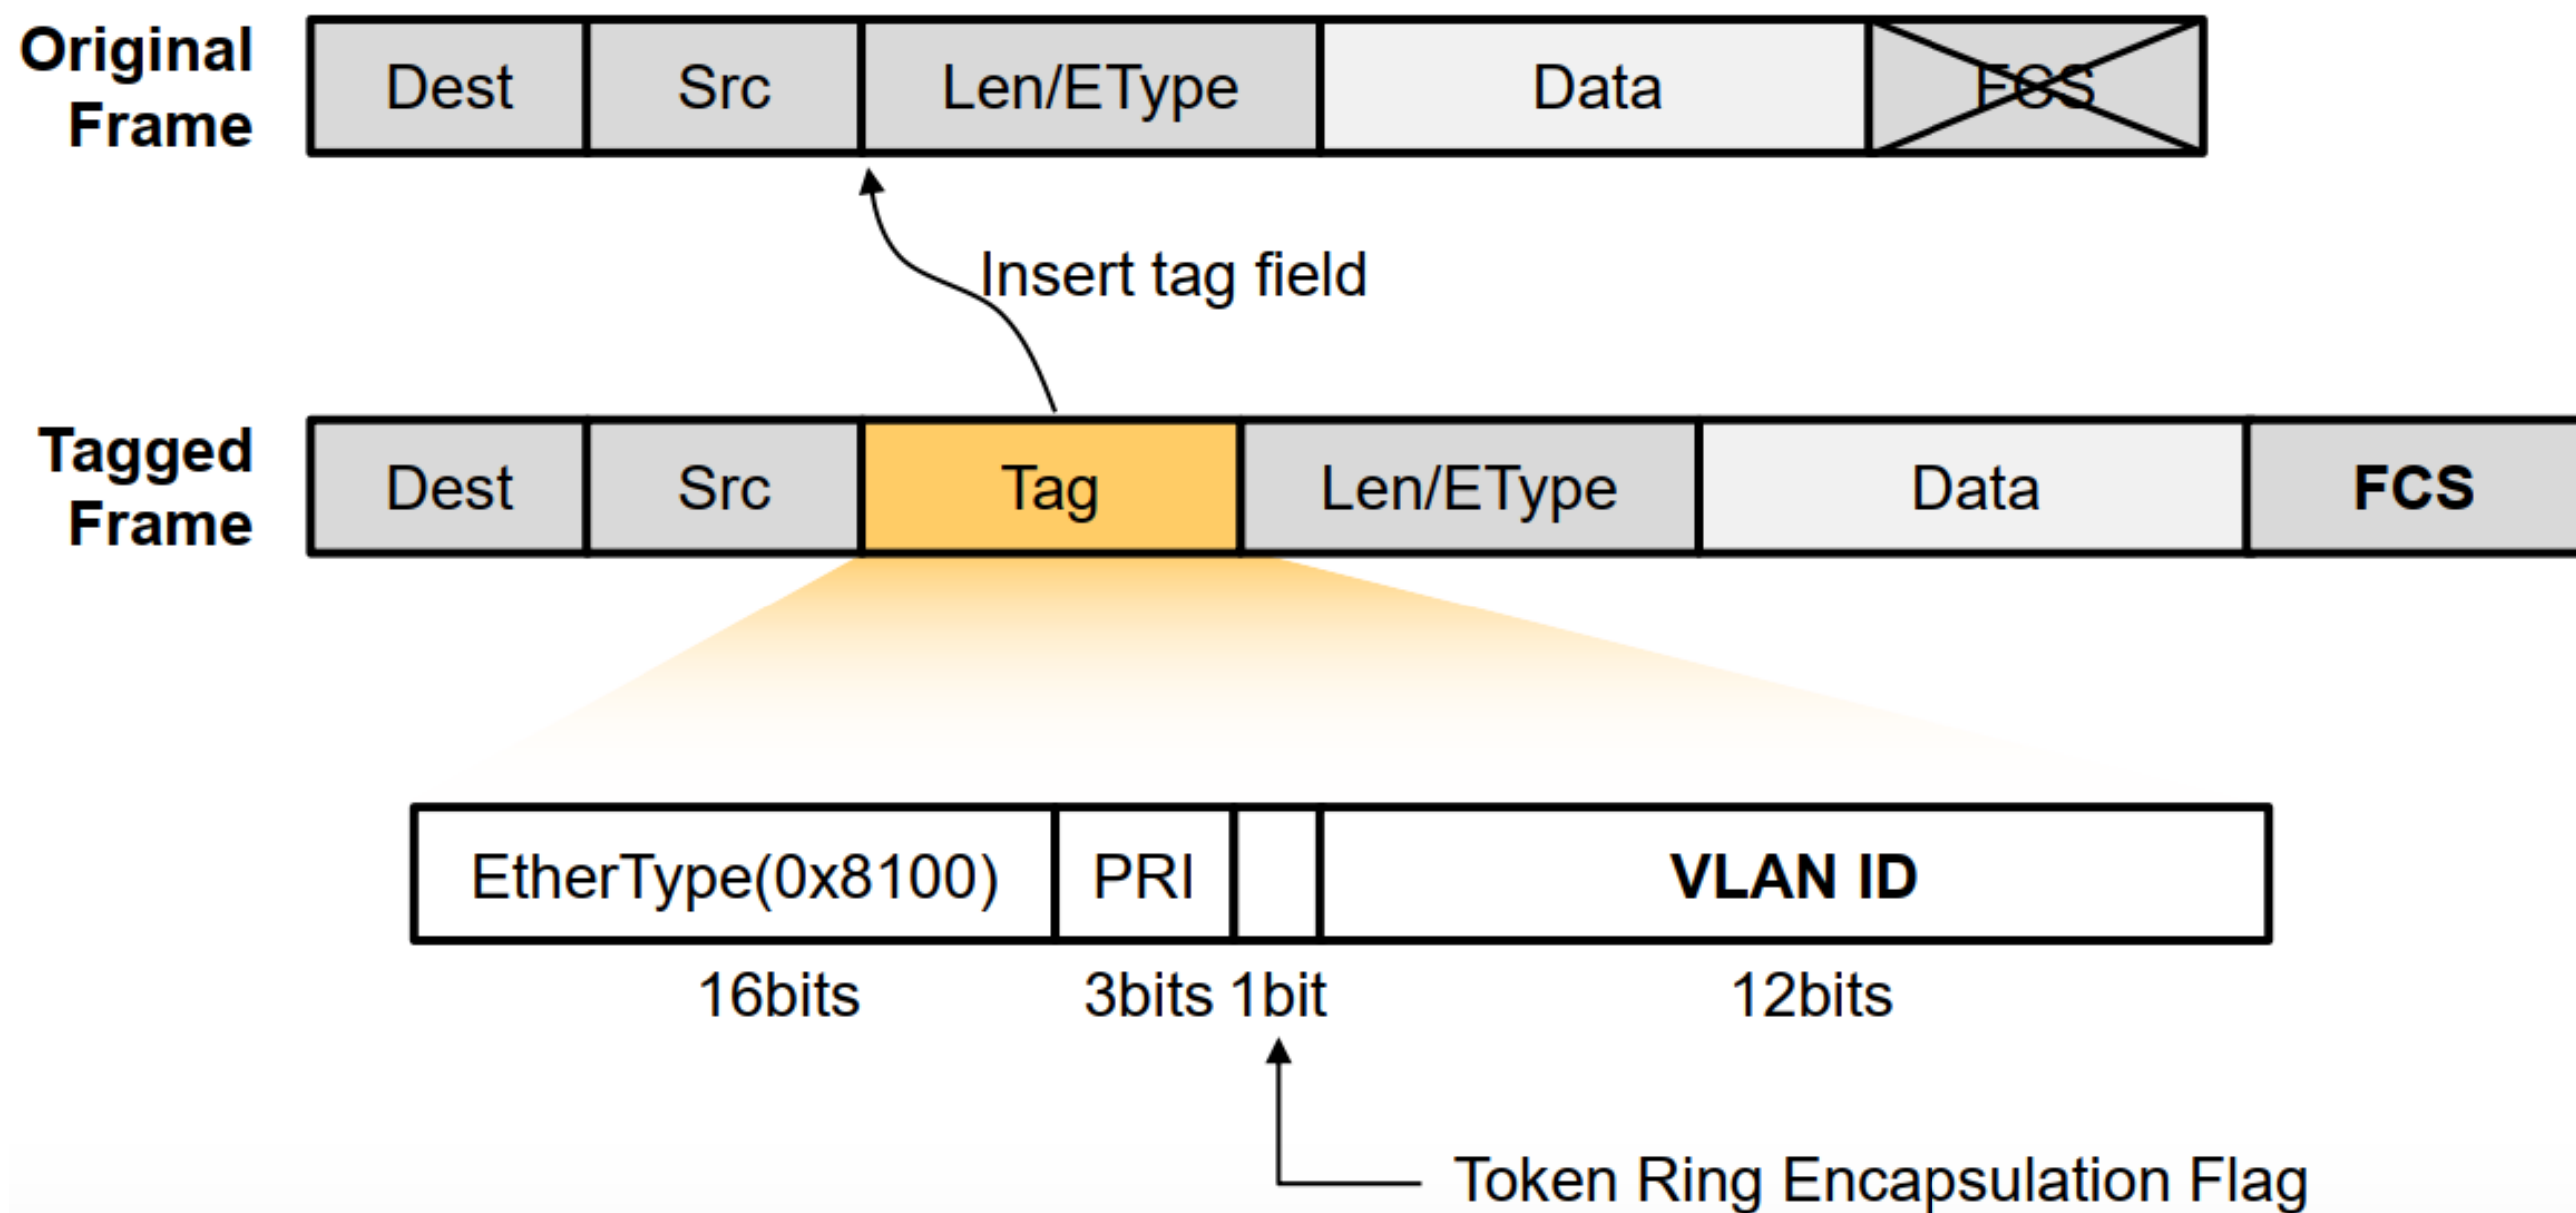 Original
Frame
Dest Src Len/EType Data FCS
Insert tag field
Tagged
Frame
Dest Src Tag Len/EType Data FCS
EtherType(0x8100) PRI VLAN ID
16bits 3bits 1bit 12bits
Token Ring Encapsulation Flag